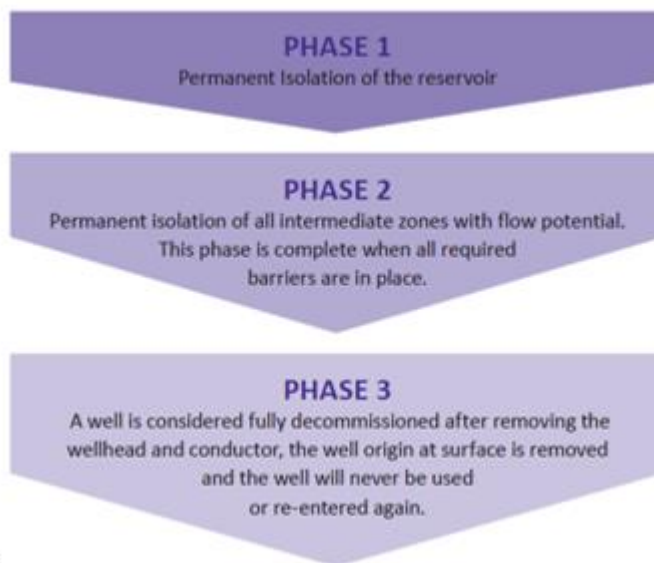 PHASE 1
Permanent Isolation of the reservoir
PHASE 2
Permanent isolation of all intermediate zones with flow potential.
This phase is complete when all required
barriers are in place.
PHASE 3
A well is considered fully decommissoned after removing the
wellhead and conductor, the well origin at surface is removed
and the well will never be used
or re-entered again.